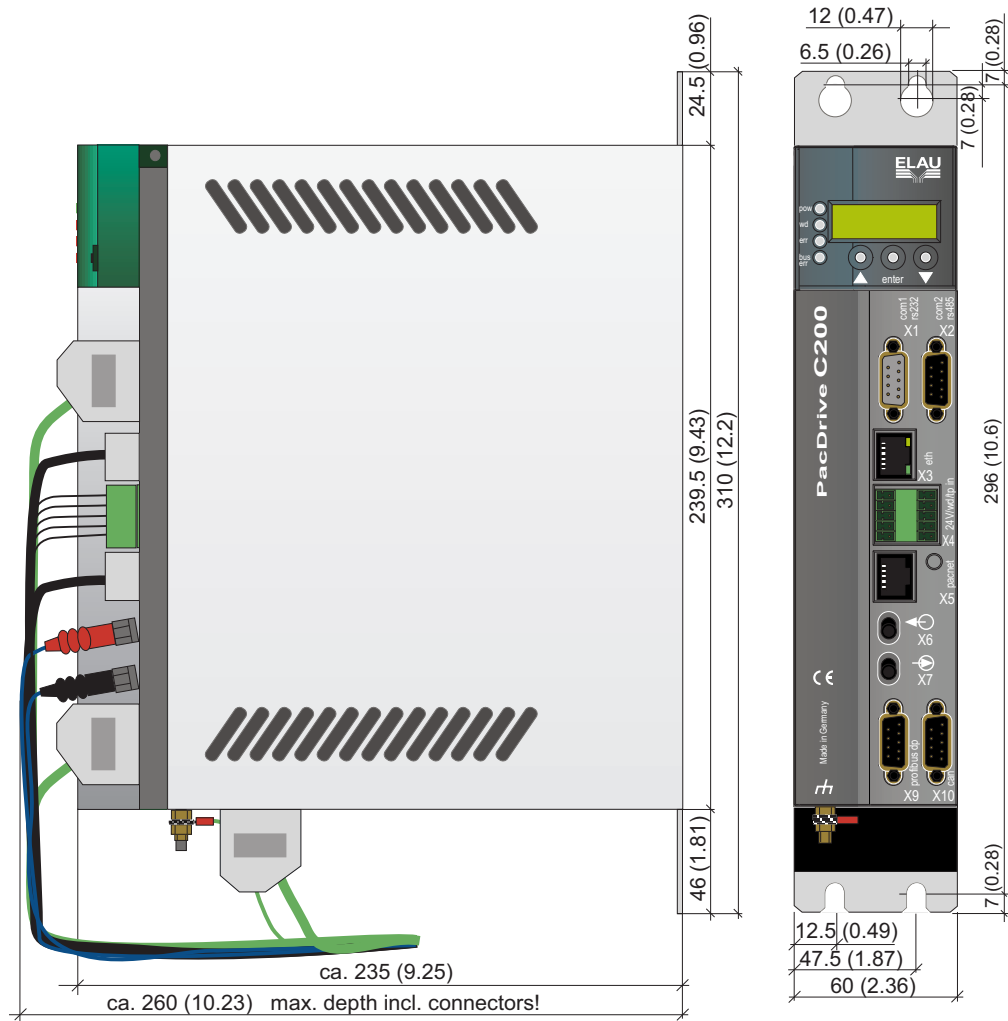 24.5 (0.96)
239.5 (9.43)
310 (12.2)
46 (1.81)
ca. 235 (9.25)
ca. 260 (10.23) max. depth incl. connectors!
12 (0.47)
6.5 (0.26)
7 (0.28)
7 (0.28)
296 (10.6)
7 (0.28)
ELAU
pow
wd
err
bus
err
enter
PacDrive C200
com1
rs232
X1
com2
rs485
X2
X3 eth
24 V/wd/tp in
X4
pacnet
X5
X6
X7
CE
Made in Germany
profibus dp
X9
can
X10
12.5 (0.49)
47.5 (1.87)
60 (2.36)